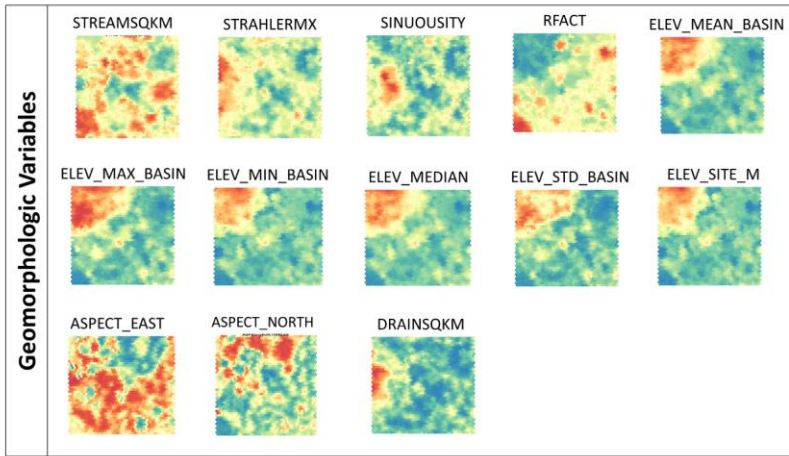 Geomorphologic Variables
STREAMSQKM
STRAHLERMX
SINUOUSITY
RFACT
ELEV_MEAN_BASIN
ELEV_MAX_BASIN
ELEV_MIN_BASIN
ELEV_MEDIAN
ELEV_STD_BASIN
ELEV_SITE_M
ASPECT_EAST
ASPECT_NORTH
DRAINSQKM